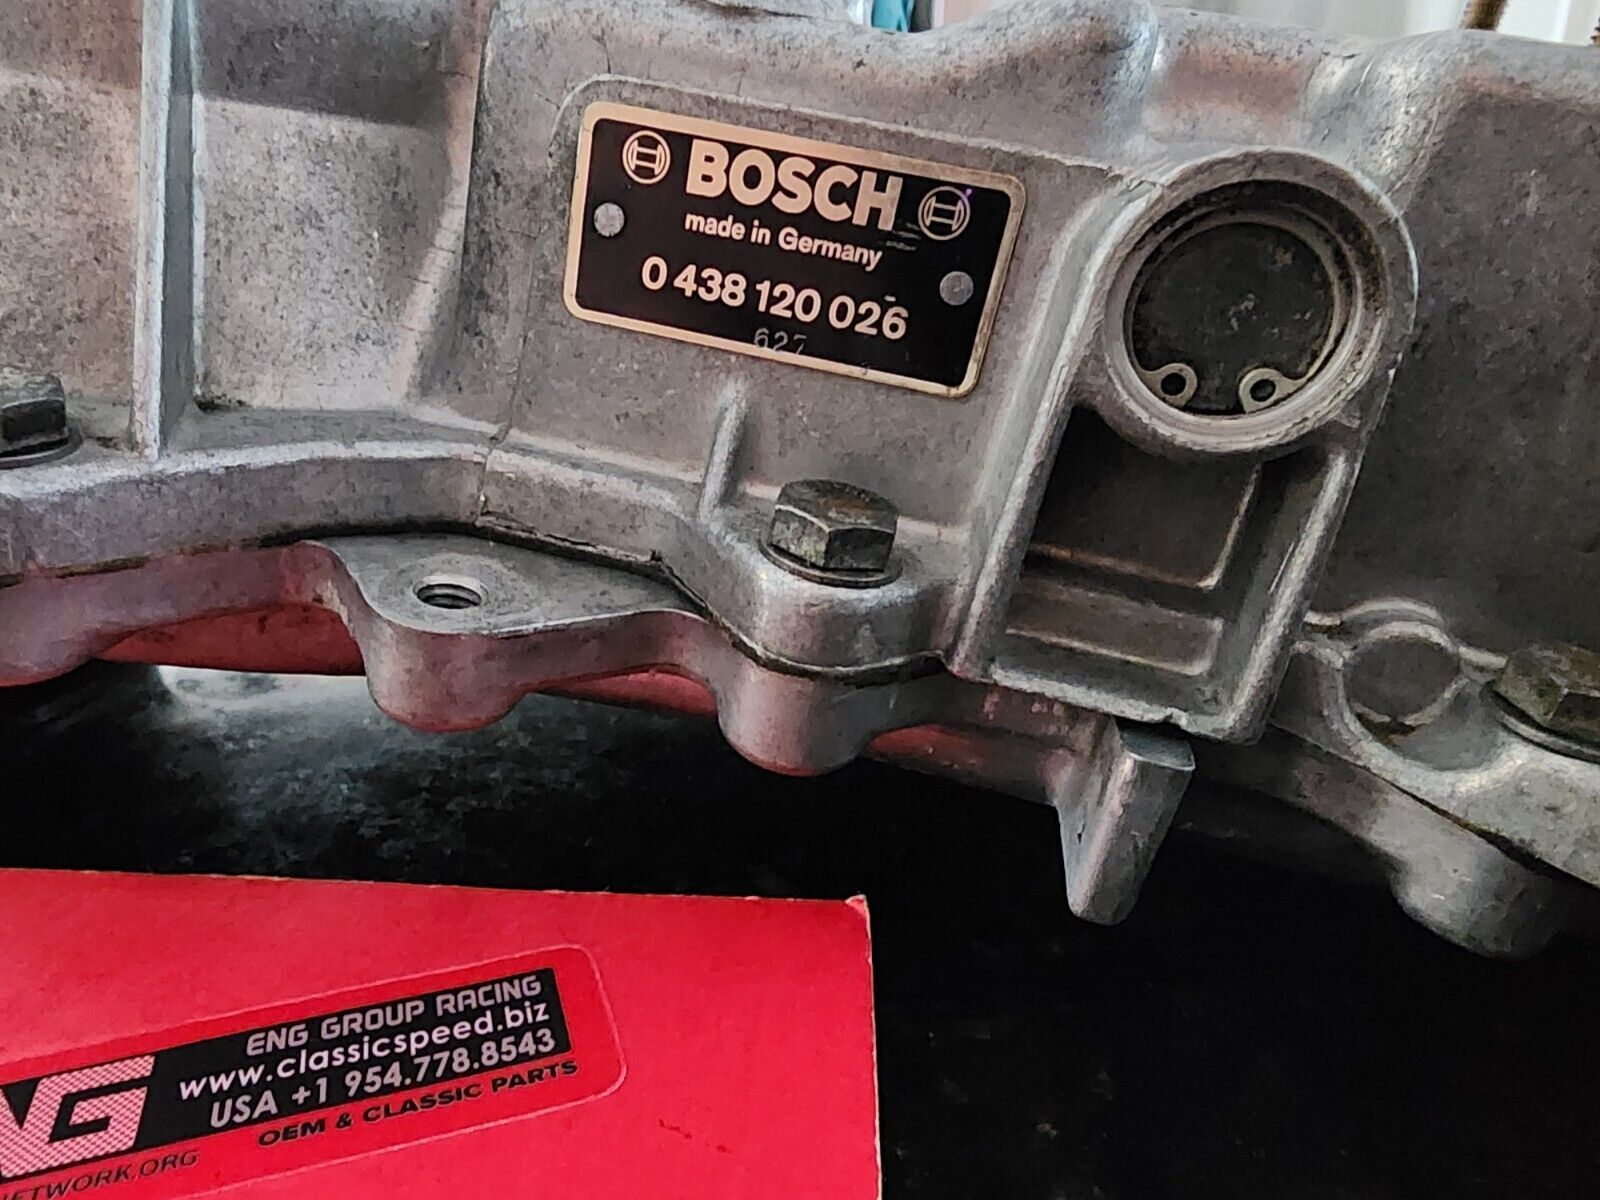 BOSCH
made in Germany
0 438 120 026
627
ENG GROUP RACING
www.classicspeed.biz
USA +1 954.778.8543
OEM & CLASSIC PARTS
NG
NETWORK.ORG